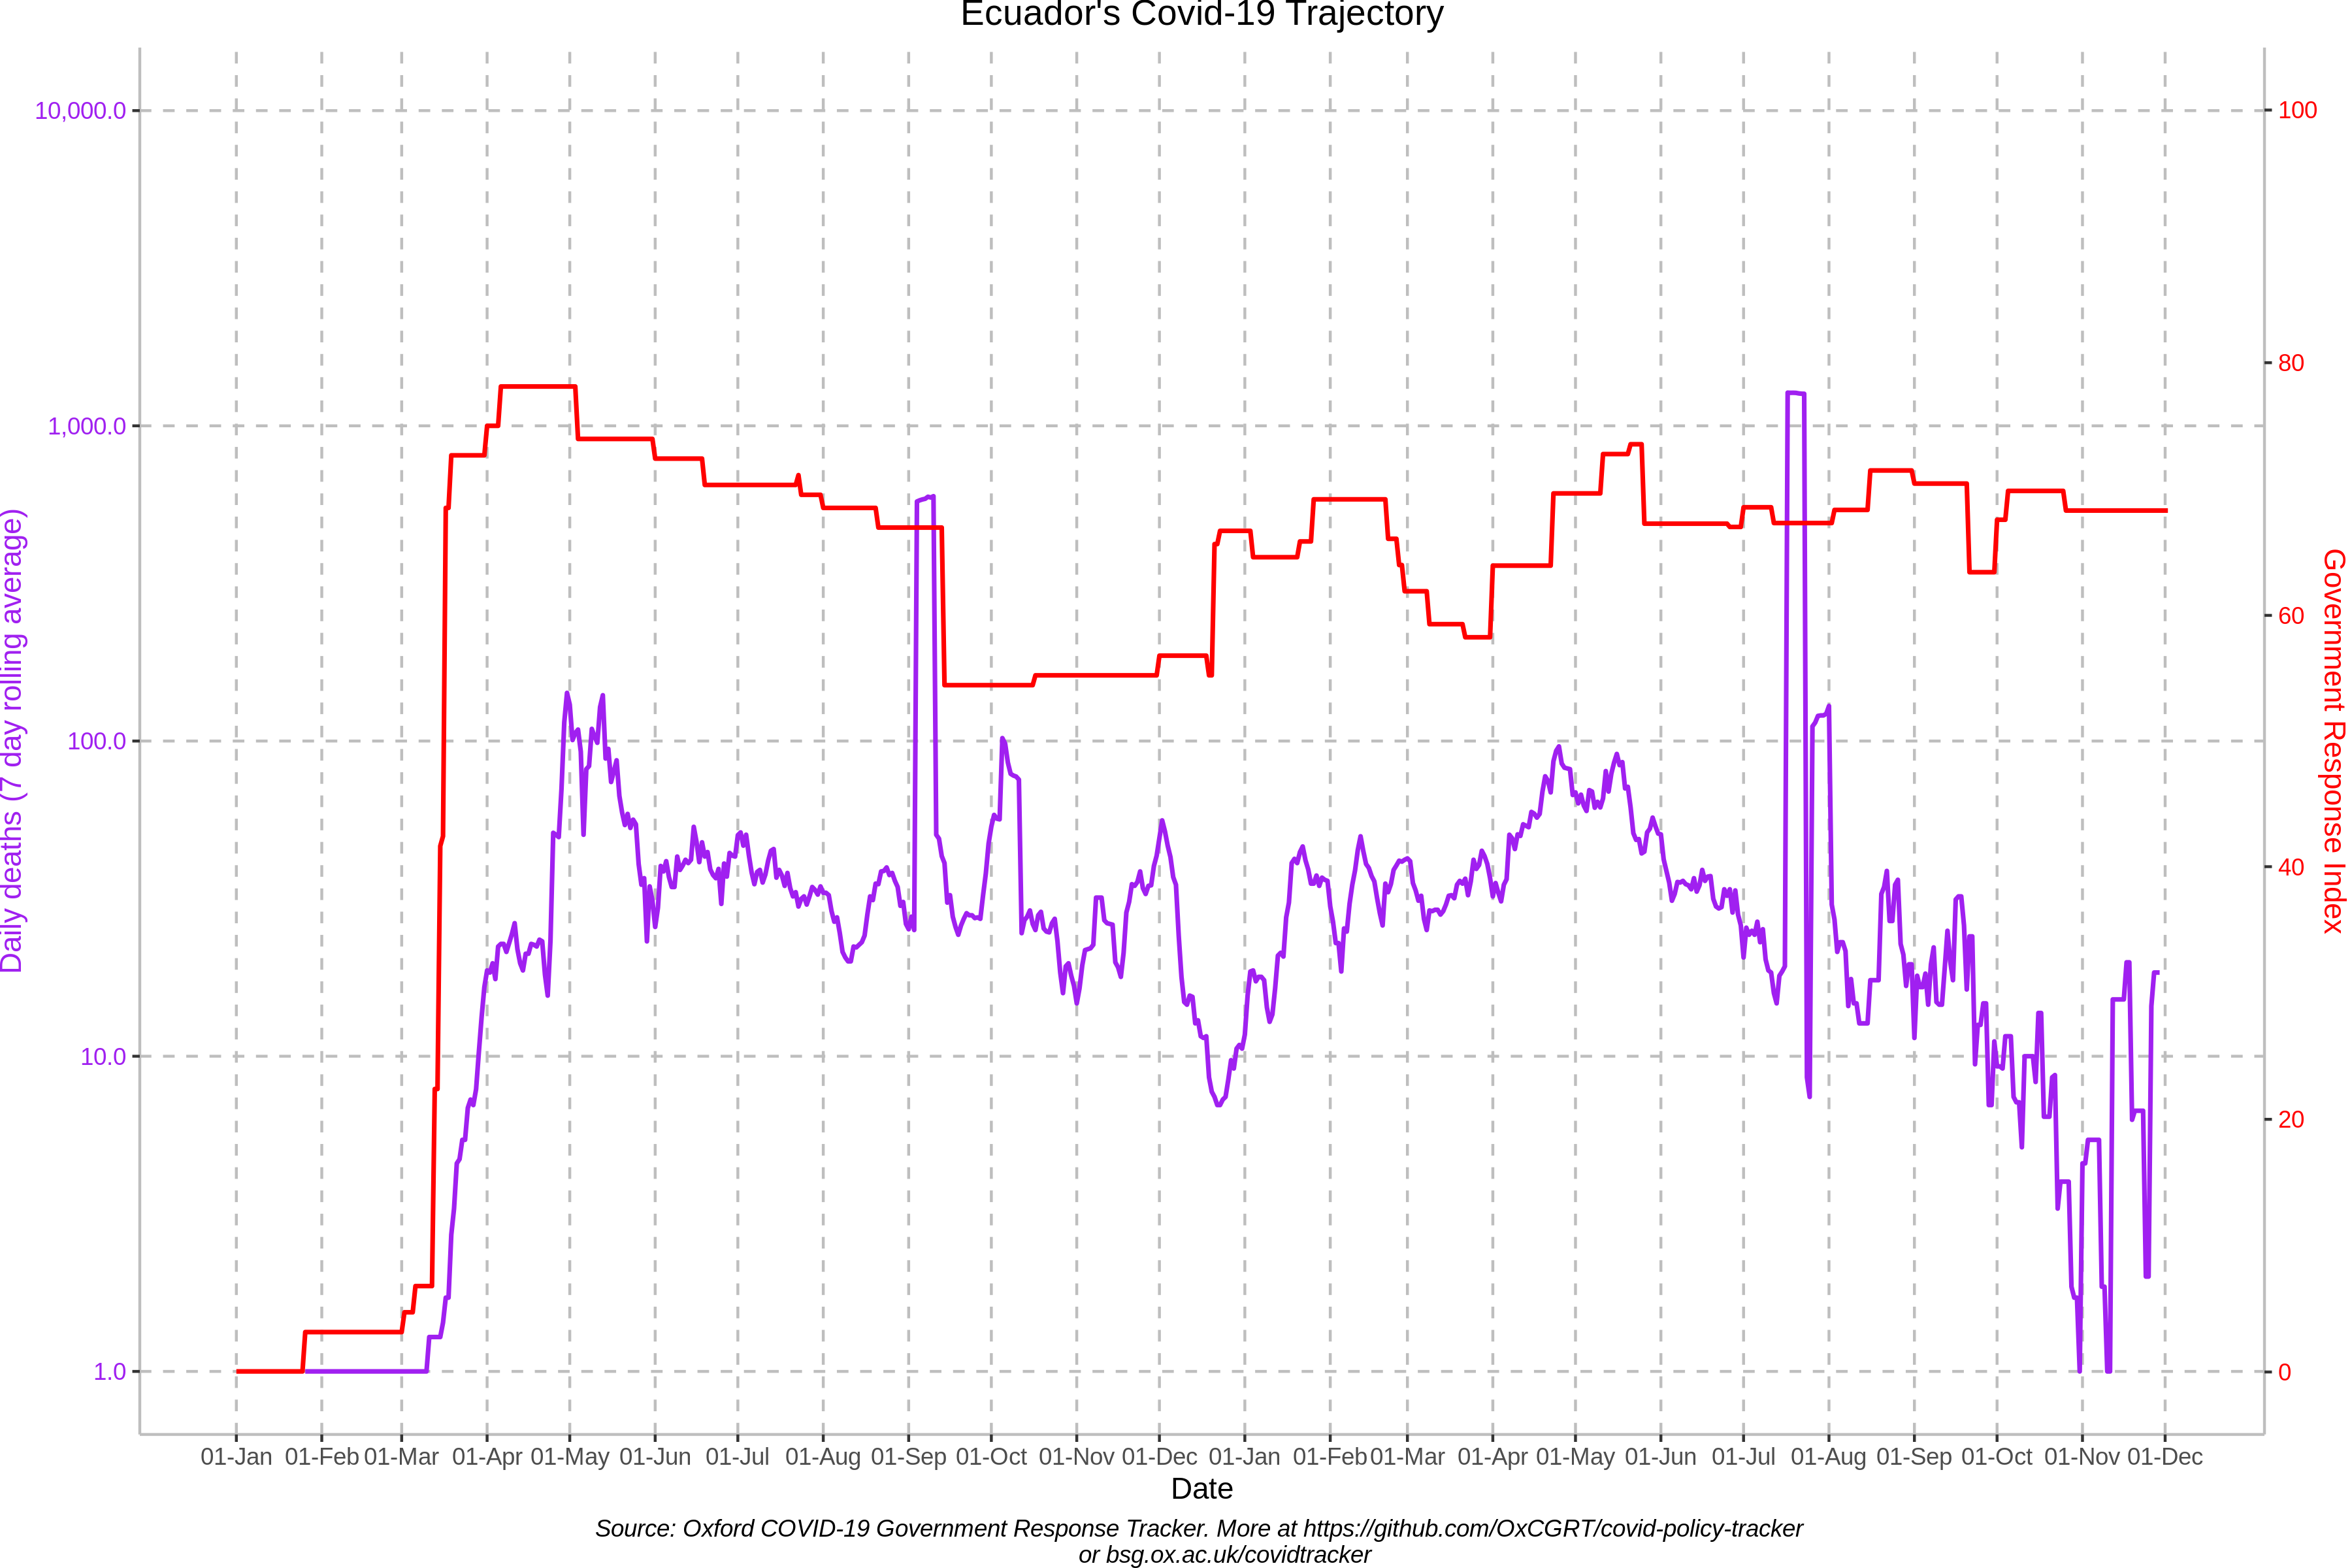 Ecuador's Covid-19 Trajectory
10,000.0
1,000.0
100.0
10.0
1.0
Daily deaths (7 day rolling average)
100
80
60
40
20
0
Government Response Index
01-Jan 01-Feb 01-Mar 01-Apr 01-May 01-Jun 01-Jul 01-Aug 01-Sep 01-Oct 01-Nov 01-Dec 01-Jan 01-Feb 01-Mar 01-Apr 01-May 01-Jun 01-Jul 01-Aug 01-Sep 01-Oct 01-Nov 01-Dec
Date
Source: Oxford COVID-19 Government Response Tracker. More at https://github.com/OxCGRT/covid-policy-tracker
or bsg.ox.ac.uk/covidtracker